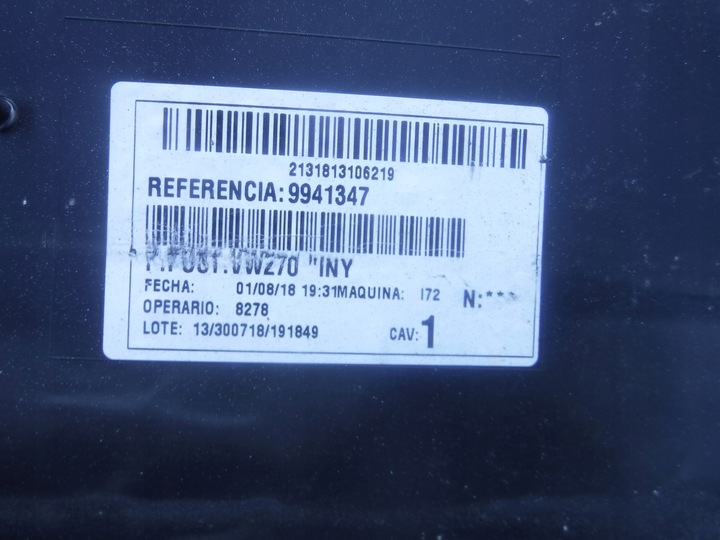 2131813106219
REFERENCIA:9941347
VW270 "INY
FECHA: 01/08/18 19:31MAQUINA: I72 N:***
OPERARIO: 8278
LOTE: 13/300718/191849 CAV:1